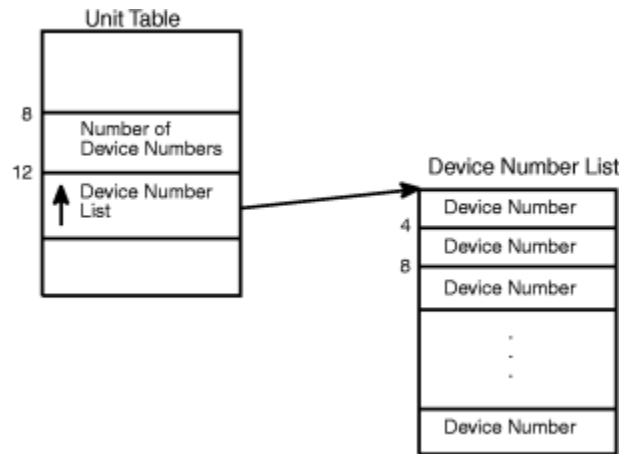 Unit Table
8
Number of
Device Numbers
12
Device Number
List
Device Number List
Device Number
4
Device Number
8
Device Number
.
.
.
Device Number